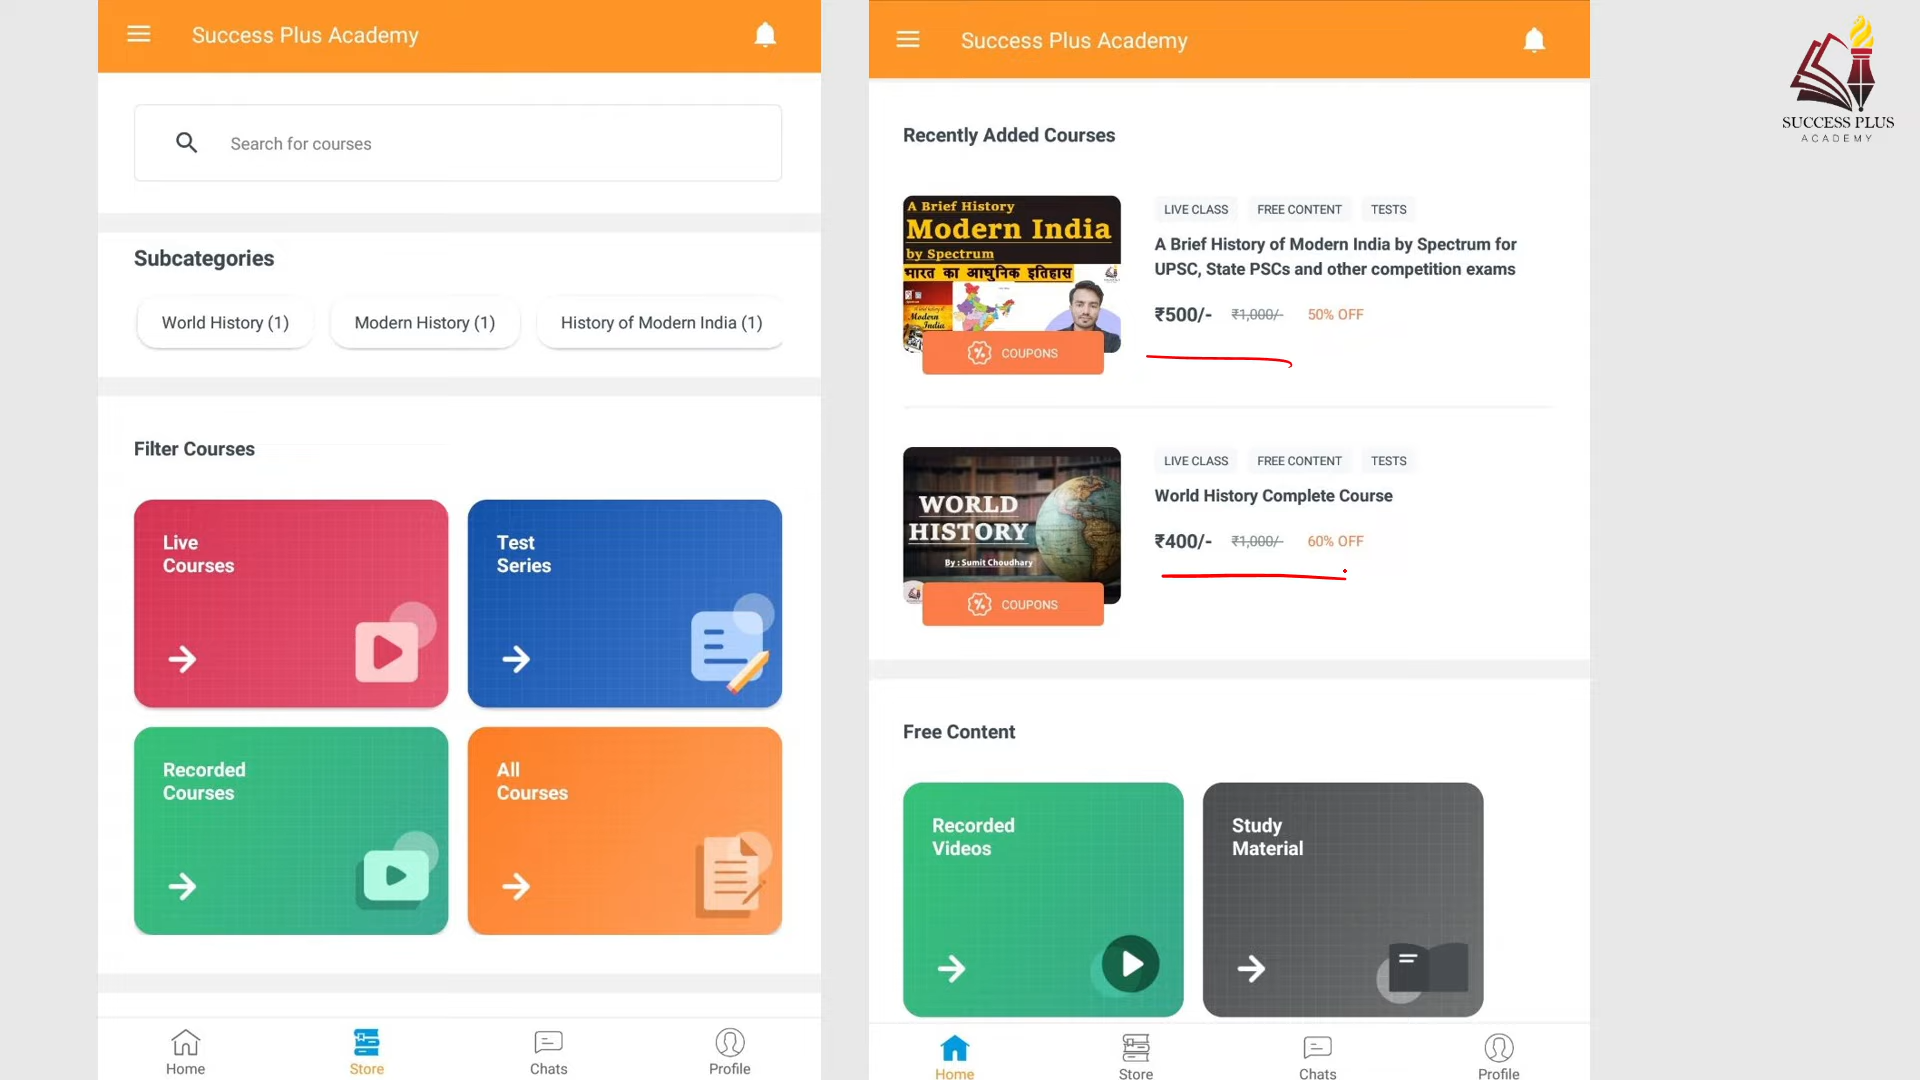 Success Plus Academy
Search for courses
Subcategories
World History (1)
Modern History (1)
History of Modern India (1)
Filter Courses
Live
Courses
Test
Series
Recorded
Courses
All
Courses
Home
Store
Chats
Profile
Success Plus Academy
Recently Added Courses
A Brief History
Modern India
by Spectrum
भारत का आधुनिक इतिहास
Modern
India
COUPONS
LIVE CLASS
FREE CONTENT
TESTS
A Brief History of Modern India by Spectrum for
UPSC, State PSCs and other competition exams
₹500/- ₹1,000/- 50% OFF
WORLD
HISTORY
By : Sumit Choudhary
COUPONS
LIVE CLASS
FREE CONTENT
TESTS
World History Complete Course
₹400/- ₹1,000/- 60% OFF
Free Content
Recorded
Videos
Study
Material
Home
Store
Chats
Profile
SUCCESS PLUS
ACADEMY